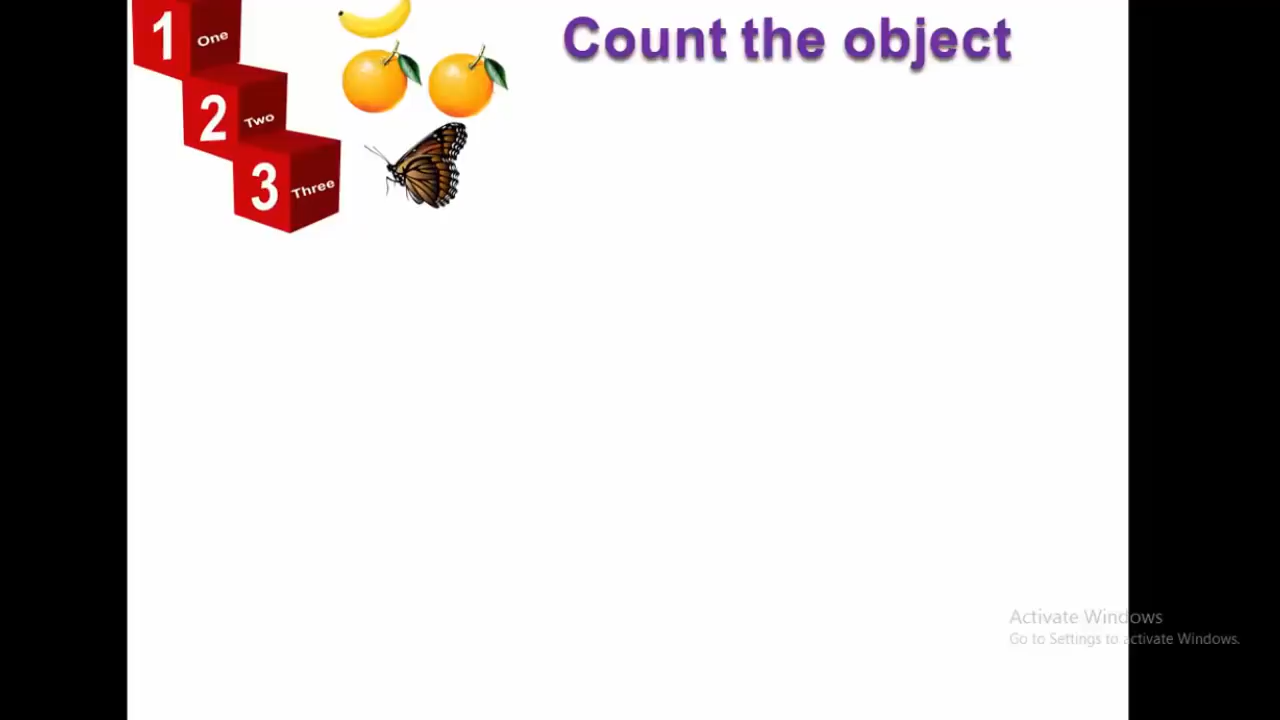 1 One
2 Two
3 Three
Count the object
Activate Windows
Go to Settings to activate Windows.